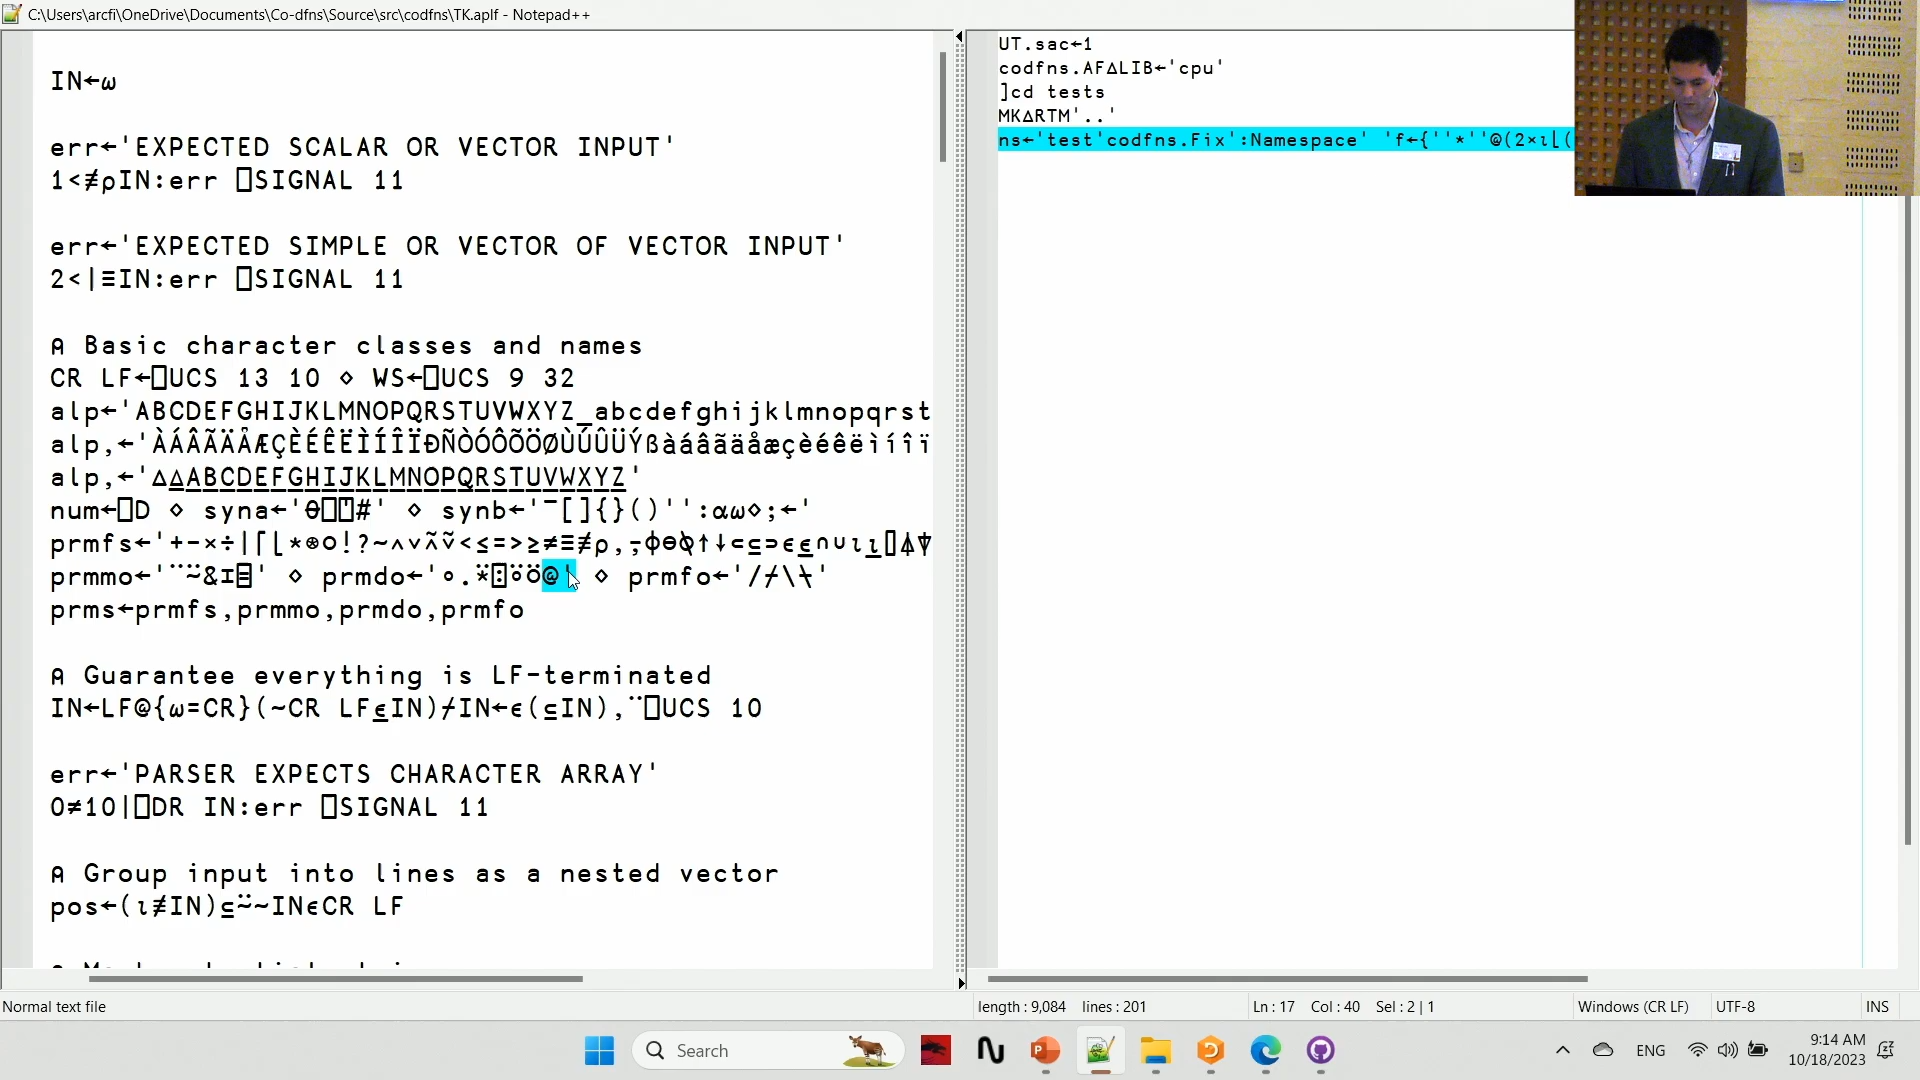 C:\Users\arcfi\OneDrive\Documents\Co-dfns\Source\src\codfns\TK.aplf - Notepad++
IN←⍵
err←'EXPECTED SCALAR OR VECTOR INPUT'
1<≢⍴IN:err ⎕SIGNAL 11
err←'EXPECTED SIMPLE OR VECTOR OF VECTOR INPUT'
2<|≡IN:err ⎕SIGNAL 11
⍝ Basic character classes and names
CR LF←⎕UCS 13 10 ⋄ WS←⎕UCS 9 32
alp←'ABCDEFGHIJKLMNOPQRSTUVWXYZ_abcdefghijklmnopqrst
alp,←'ÀÁÂÃÄÅÆÇÈÉÊËÌÍÎÏÐÑÒÓÔÕÖØÙÚÛÜÝßàáâãäåæçèéêëìíîï
alp,←'∆⍙ⒶⒷⒸⒹⒺⒻⒼⒽⒾⒿⓀⓁⓂⓃⓄⓅⓆⓇⓈⓉⓊⓋⓌⓍⓎⓏ'
num←⎕D ⋄ syna←'⍬⎕⍞#' ⋄ synb←'¯[]{}()'':⍺⍵⋄;←'
prmfs←'+-×÷|⌈⌊*⍟○!?~∧∨⍲⍱<≤=>≥≠≡≢⍴,⍪⌽⊖⍉↑↓⊂⊆⊃∊⍷∩∪⍳⍸⌷⍋⍒
prmmo←'¨⍨&⌶⌸' ⋄ prmdo←'∘.⍣⍠⍤⍥@' ⋄ prmfo←'/⌿\⍀'
prms←prmfs,prmmo,prmdo,prmfo
⍝ Guarantee everything is LF-terminated
IN←LF@{⍵=CR}(~CR LF⍷IN)⌿IN←∊(⊆IN),¨⎕UCS 10
err←'PARSER EXPECTS CHARACTER ARRAY'
0≠10|⎕DR IN:err ⎕SIGNAL 11
⍝ Group input into lines as a nested vector
pos←(⍳≢IN)⊆⍨~IN∊CR LF
UT.sac←1
codfns.AF∆LIB←'cpu'
]cd tests
MK∆RTM'..'
ns←'test'codfns.Fix':Namespace' 'f←{''*''@(2×⍳⌊(
Normal text file
length : 9,084 lines : 201
Ln : 17 Col : 40 Sel : 2 | 1
Windows (CR LF)
UTF-8
INS
Search
ENG
9:14 AM
10/18/2023